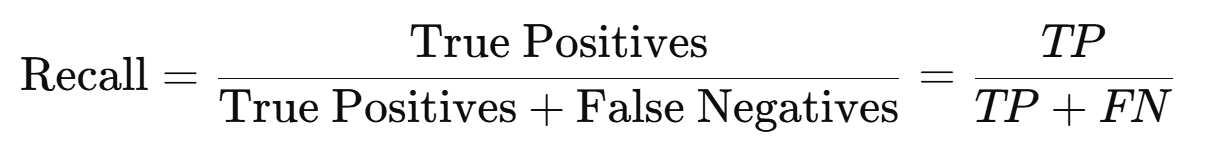 Recall = True Positives / True Positives + False Negatives = TP / TP + FN